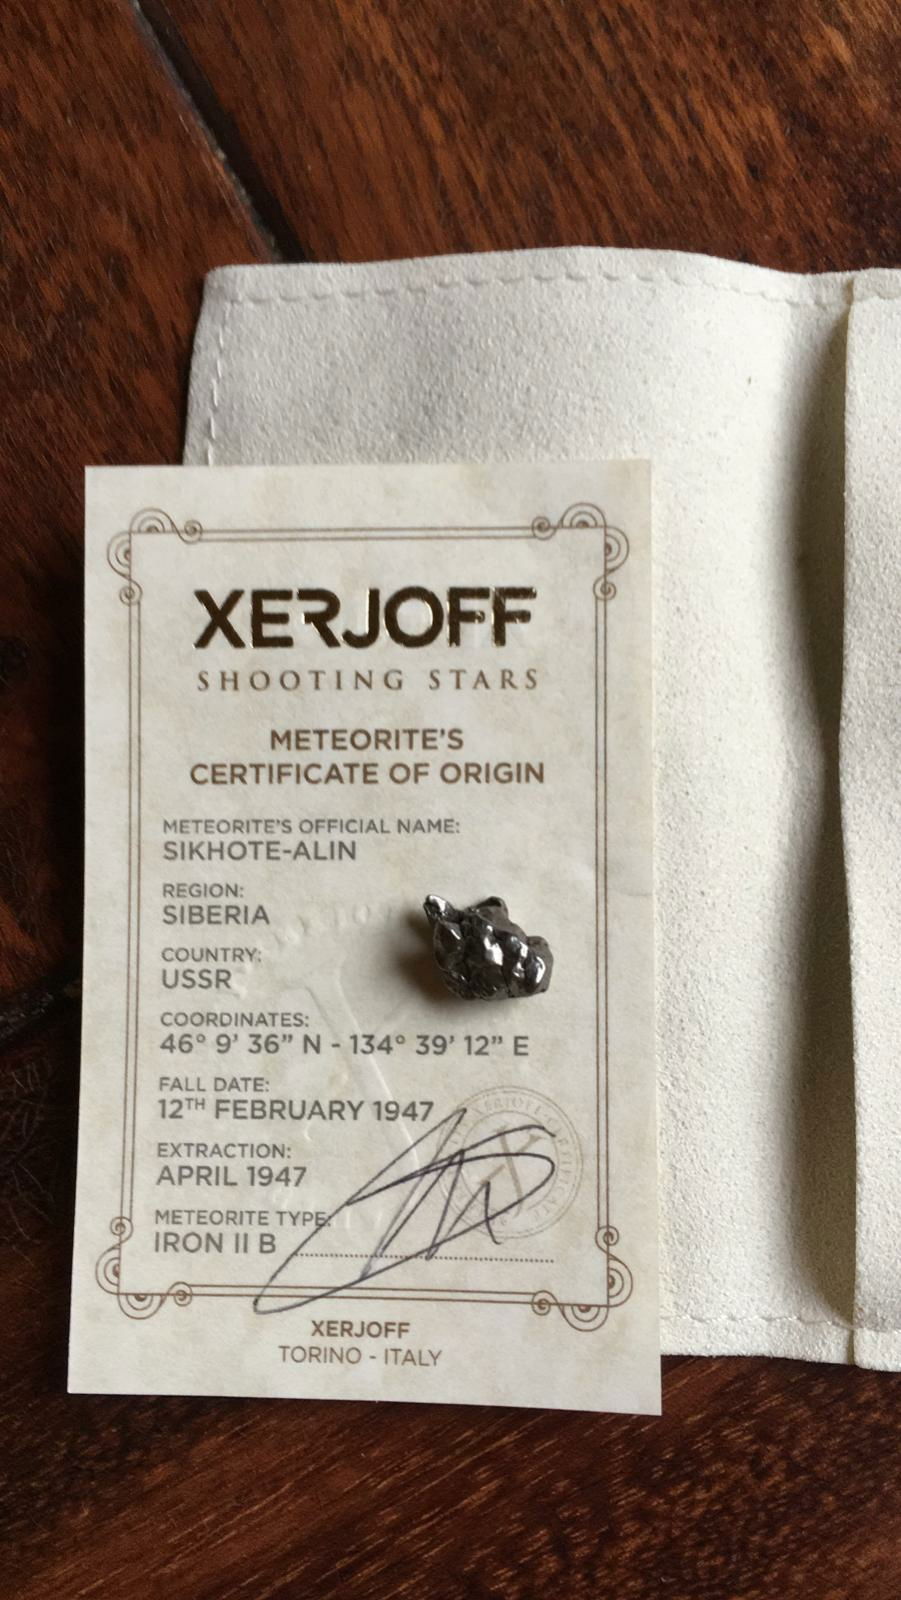 XERJOFF
SHOOTING STARS
METEORITE'S
CERTIFICATE OF ORIGIN
METEORITE'S OFFICIAL NAME:
SIKHOTE-ALIN
REGION:
SIBERIA
COUNTRY:
USSR
COORDINATES:
46° 9' 36” N - 134° 39' 12” E
FALL DATE:
12TH FEBRUARY 1947
EXTRACTION:
APRIL 1947
METEORITE TYPE:
IRON II B
XERJOFF
TORINO - ITALY